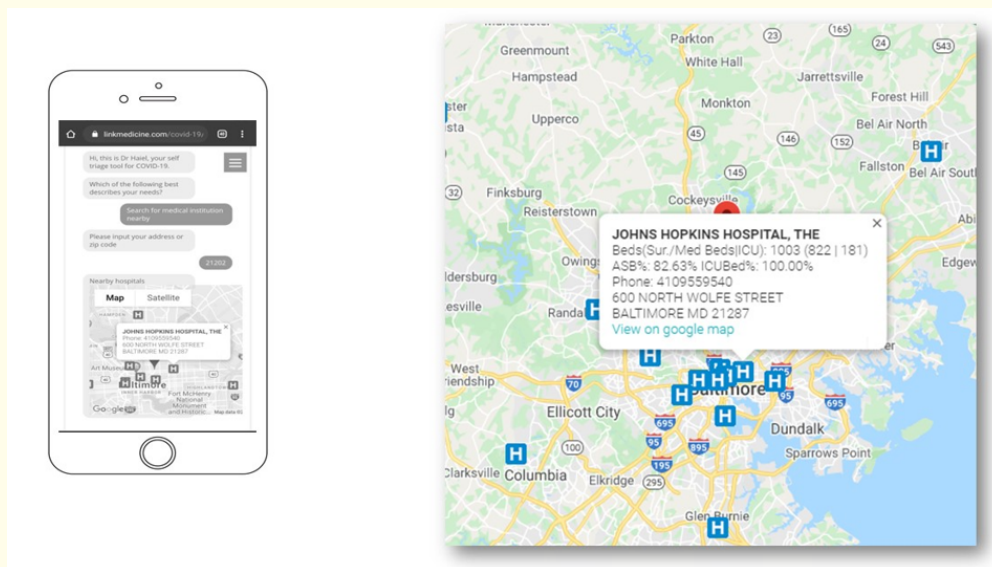 linkmedicine.com/covid-19/
Hi, this is Dr Haiel, your self
triage tool for COVID-19.
Which of the following best
describes your needs?
Search for medical institution
nearby
Please input your address or
zip code
21202
Nearby hospitals
Map Satellite
JOHNS HOPKINS HOSPITAL, THE
Phone: 4109559540
600 NORTH WOLFE STREET
BALTIMORE MD 21287
Fort McHenry
National
Monument
and Historic...
Google
Map data
Parkton
23
165
24
543
Greenmount
White Hall
Hampstead
Jarrettsville
Monkton
Forest Hill
Upperco
45
146
152
Bel Air North
Fallston
Bel Air South
145
32
Finksburg
Cockeysville
Reisterstown
JOHNS HOPKINS HOSPITAL, THE
Beds(Sur./Med Beds|ICU): 1003 (822 | 181)
ASB%: 82.63% ICUBed%: 100.00%
Phone: 4109559540
600 NORTH WOLFE STREET
BALTIMORE MD 21287
View on google map
West
riendship
70
Baltimore
95
695
Ellicott City
695
Dundalk
100
95
895
Sparrows Point
195
Clarksville
Columbia
Elkridge
295
Glen Burnie
H